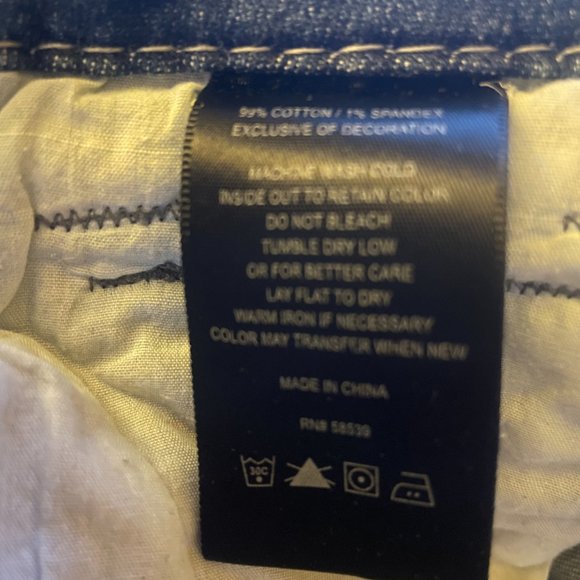 99% COTTON / 1% SPANDEX
EXCLUSIVE OF DECORATION
MACHINE WASH COLD
INSIDE OUT TO RETAIN COLOR
DO NOT BLEACH
TUMBLE DRY LOW
OR FOR BETTER CARE
LAY FLAT TO DRY
WARM IRON IF NECESSARY
COLOR MAY TRANSFER WHEN NEW
MADE IN CHINA
RN# 58539
30C